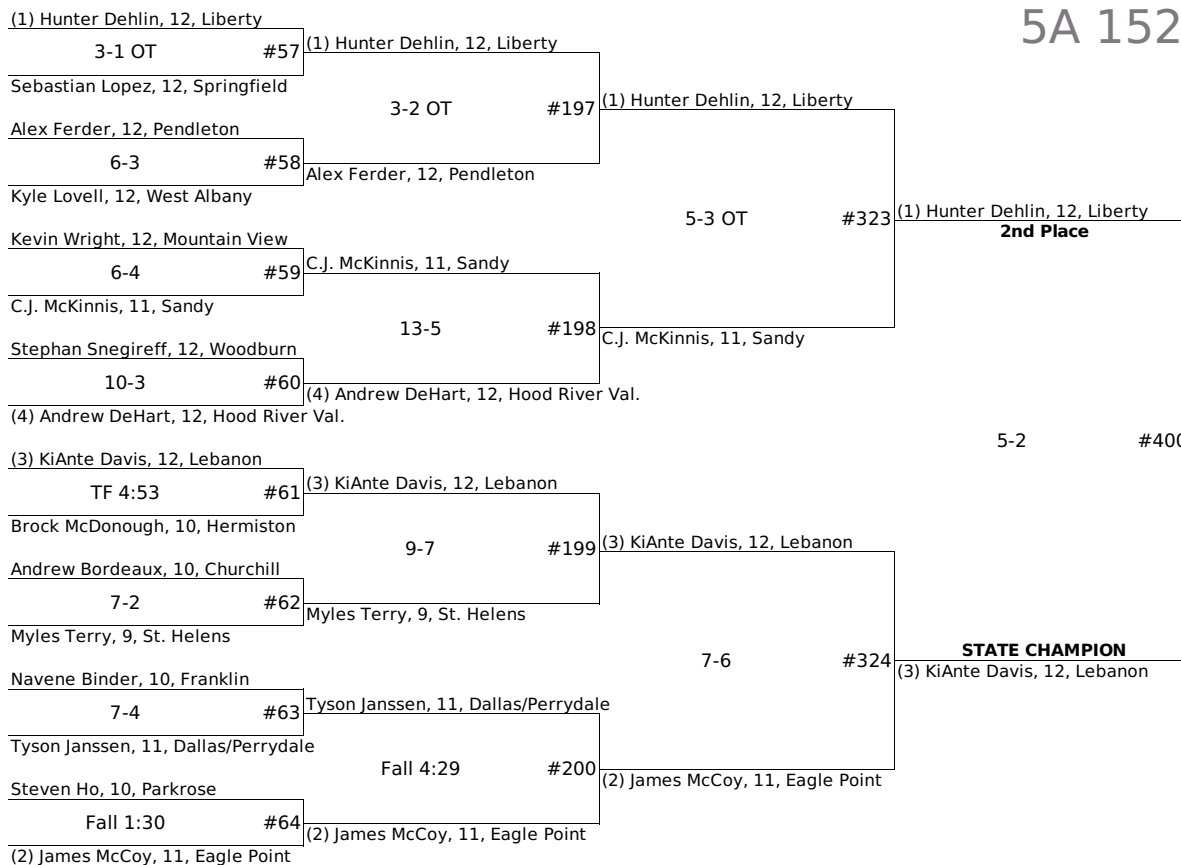 5A 152
(1) Hunter Dehlin, 12, Liberty
3-1 OT #57
Sebastian Lopez, 12, Springfield
Alex Ferder, 12, Pendleton
6-3 #58
Kyle Lovell, 12, West Albany
Kevin Wright, 12, Mountain View
6-4 #59
C.J. McKinnis, 11, Sandy
Stephan Snegireff, 12, Woodburn
10-3 #60
(4) Andrew DeHart, 12, Hood River Val.
(3) KiAnte Davis, 12, Lebanon
TF 4:53 #61
Brock McDonough, 10, Hermiston
Andrew Bordeaux, 10, Churchill
7-2 #62
Myles Terry, 9, St. Helens
Navene Binder, 10, Franklin
7-4 #63
Tyson Janssen, 11, Dallas/Perrydale
Steven Ho, 10, Parkrose
Fall 1:30 #64
(2) James McCoy, 11, Eagle Point
(1) Hunter Dehlin, 12, Liberty
3-2 OT #197
Alex Ferder, 12, Pendleton
C.J. McKinnis, 11, Sandy
13-5 #198
(4) Andrew DeHart, 12, Hood River Val.
(3) KiAnte Davis, 12, Lebanon
9-7 #199
Myles Terry, 9, St. Helens
Tyson Janssen, 11, Dallas/Perrydale
Fall 4:29 #200
(2) James McCoy, 11, Eagle Point
(1) Hunter Dehlin, 12, Liberty
5-3 OT #323
C.J. McKinnis, 11, Sandy
(3) KiAnte Davis, 12, Lebanon
7-6 #324
(2) James McCoy, 11, Eagle Point
(1) Hunter Dehlin, 12, Liberty
2nd Place
5-2 #400
STATE CHAMPION
(3) KiAnte Davis, 12, Lebanon